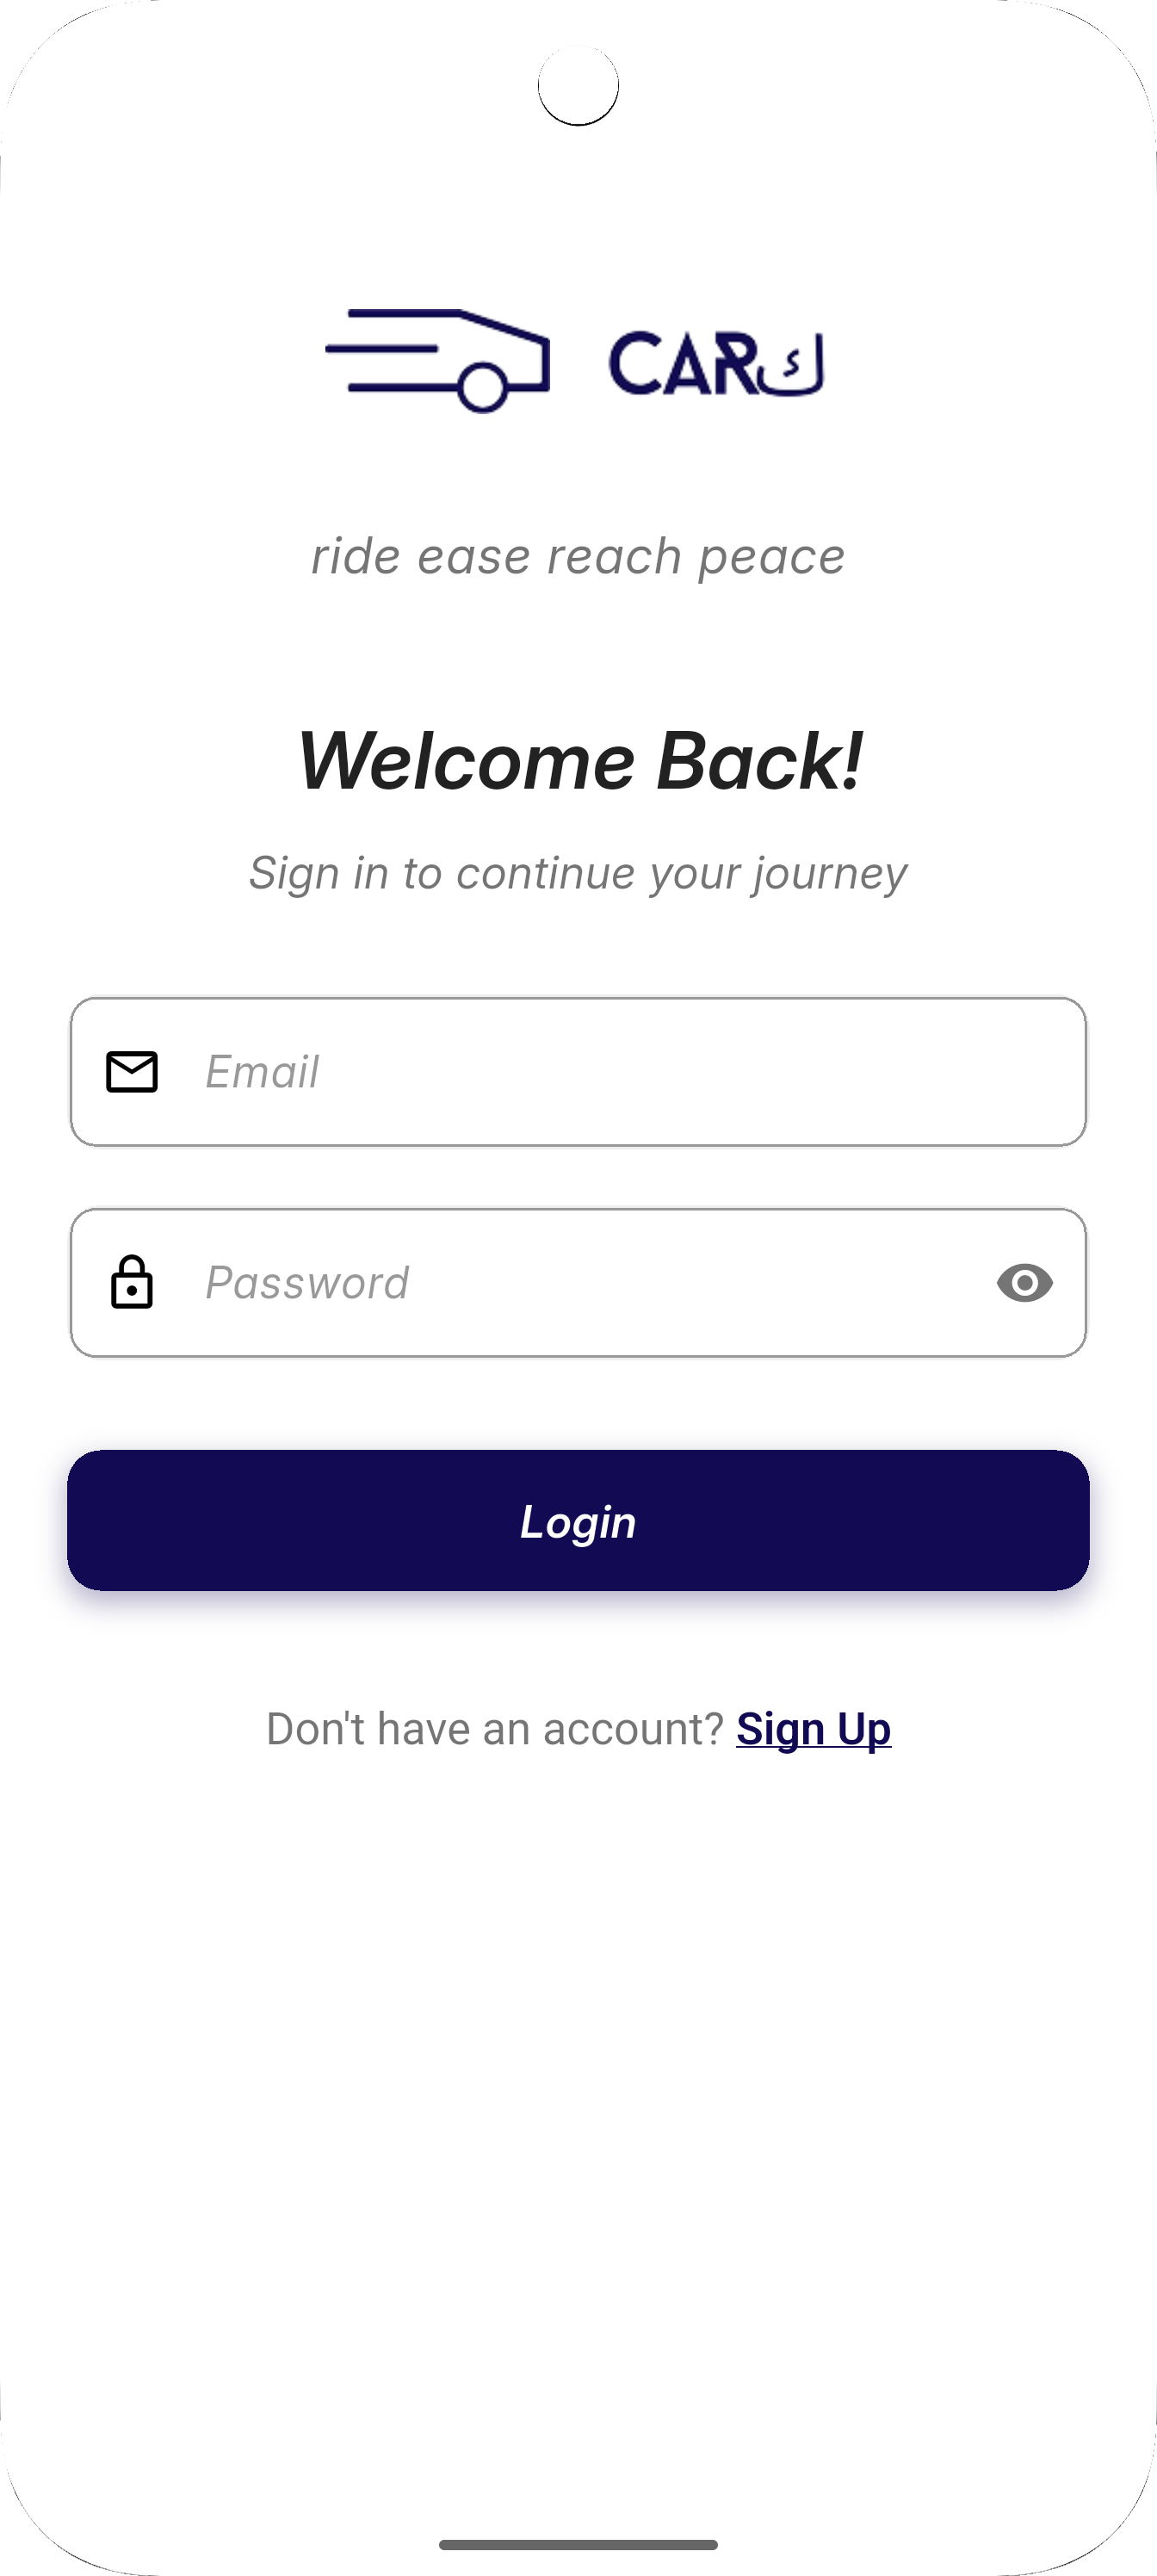 CARك
ride ease reach peace
Welcome Back!
Sign in to continue your journey
Email
Password
Login
Don't have an account? Sign Up